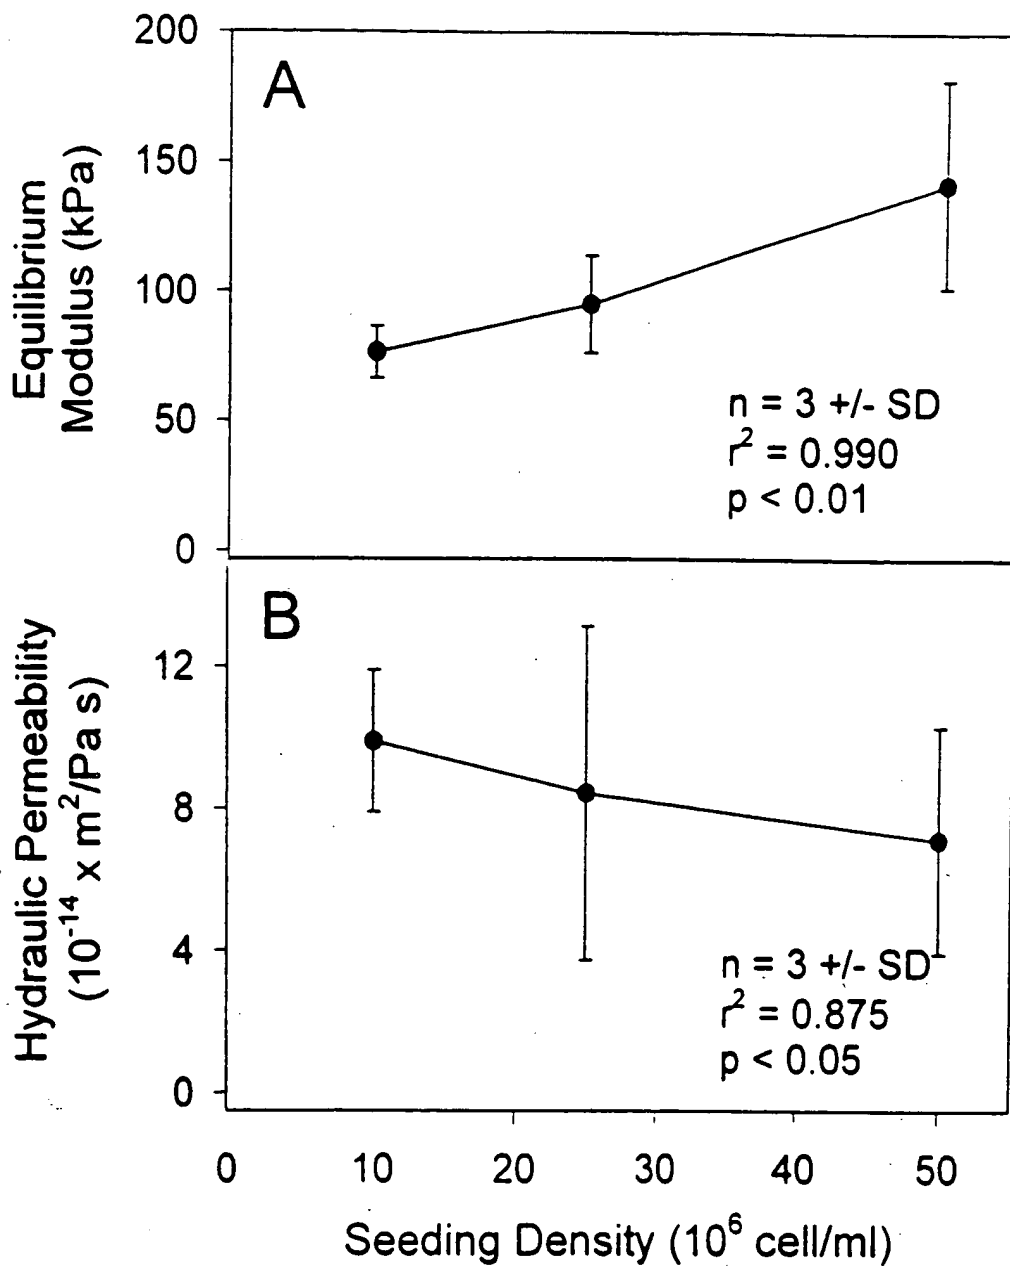 A
200
150
100
50
0
Equilibrium
Modulus (kPa)
n = 3 +/- SD
r² = 0.990
p < 0.01
B
12
8
4
0
Hydraulic Permeability
(10⁻¹⁴ x m²/Pa s)
n = 3 +/- SD
r² = 0.875
p < 0.05
0 10 20 30 40 50
Seeding Density (10⁶ cell/ml)